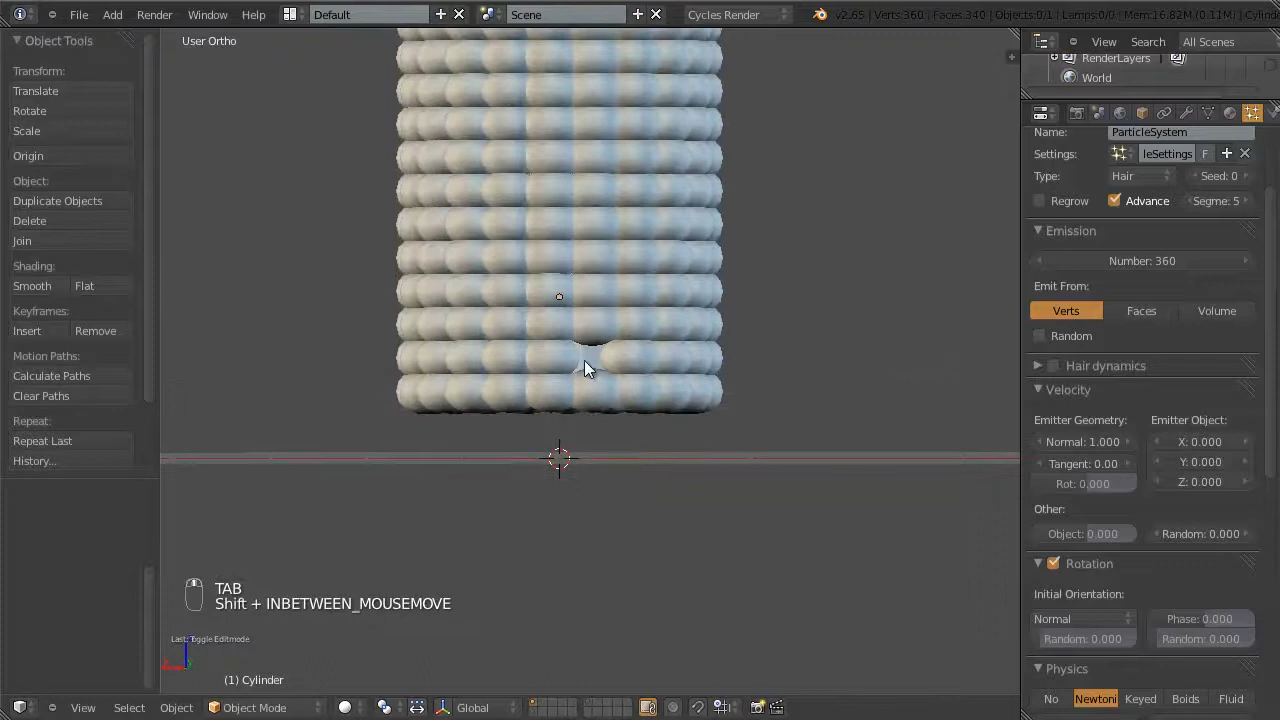 File Add Render Window Help Default Scene Cycles Render v2.65 | Verts:360 | Faces:340 | Objects:0/1 | Lamps:0/0 | Mem:16.82M (0.11M) | Cylinde
Object Tools
Transform:
Translate
Rotate
Scale
Origin
Object:
Duplicate Objects
Delete
Join
Shading:
Smooth Flat
Keyframes:
Insert Remove
Motion Paths:
Calculate Paths
Clear Paths
Repeat:
Repeat Last
History...
User Ortho
TAB
Shift + INBETWEEN_MOUSEMOVE
Last: Toggle Editmode
(1) Cylinder
View Select Object Object Mode Global
View Search All Scenes
RenderLayers
World
Name: ParticleSystem
Settings: leSettings F
Type: Hair Seed: 0
Regrow Advance Segme: 5
Emission
Number: 360
Emit From:
Verts Faces Volume
Random
Hair dynamics
Velocity
Emitter Geometry: Emitter Object:
Normal: 1.000 X: 0.000
Tangent: 0.00 Y: 0.000
Rot: 0.000 Z: 0.000
Other:
Object: 0.000 Random: 0.000
Rotation
Initial Orientation:
Normal Phase: 0.000
Random: 0.000 Random: 0.000
Physics
No Newtoni Keyed Boids Fluid